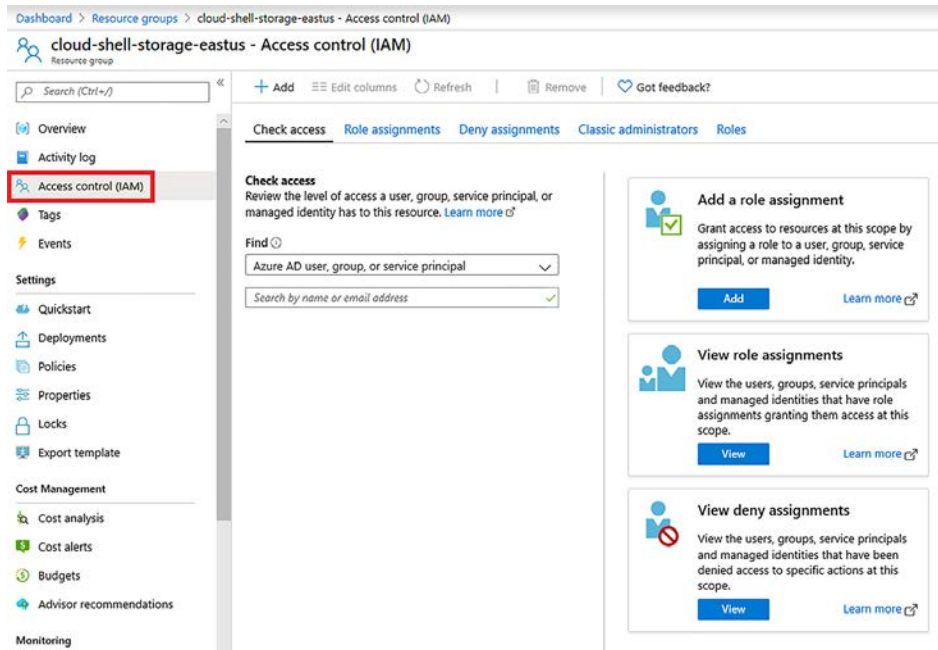 Dashboard > Resource groups > cloud-shell-storage-eastus - Access control (IAM)
cloud-shell-storage-eastus - Access control (IAM)
Resource group
Search (Ctrl+/)
«
Overview
Activity log
Access control (IAM)
Tags
Events
Settings
Quickstart
Deployments
Policies
Properties
Locks
Export template
Cost Management
Cost analysis
Cost alerts
Budgets
Advisor recommendations
Monitoring
+ Add Edit columns Refresh | Remove Got feedback?
Check access Role assignments Deny assignments Classic administrators Roles
Check access
Review the level of access a user, group, service principal, or
managed identity has to this resource. Learn more
Find
Azure AD user, group, or service principal
Search by name or email address
Add a role assignment
Grant access to resources at this scope by
assigning a role to a user, group, service
principal, or managed identity.
Add Learn more
View role assignments
View the users, groups, service principals
and managed identities that have role
assignments granting them access at this
scope.
View Learn more
View deny assignments
View the users, groups, service principals
and managed identities that have been
denied access to specific actions at this
scope.
View Learn more